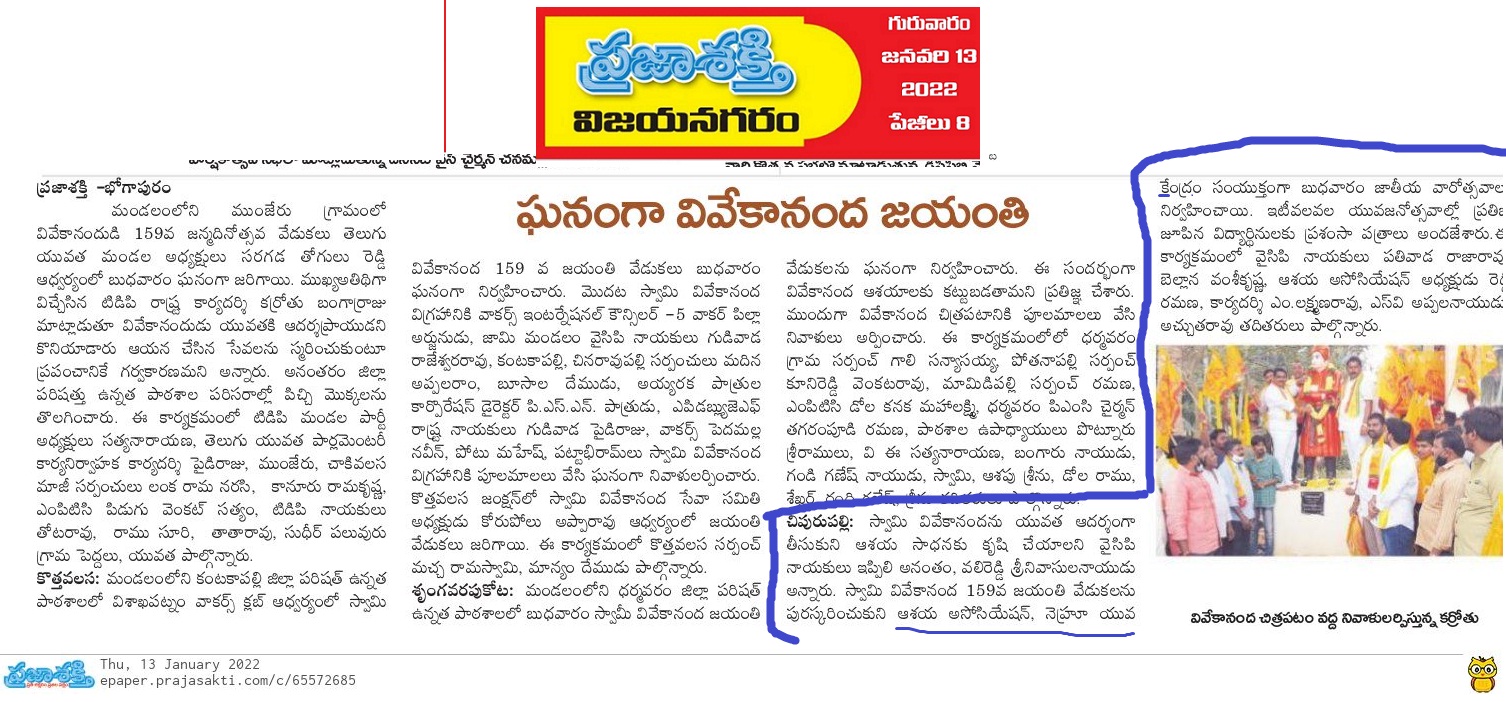 ప్రజాశక్తి
విజయనగరం
గురువారం
జనవరి 13
2022
పేజీలు 8
ఘనంగా వివేకానంద జయంతి
ప్రజాశక్తి -భోగాపురం
మండలంలోని ముంజేరు గ్రామంలో
వివేకానందుడి 159వ జన్మదినోత్సవ వేడుకలు తెలుగు
యువత మండల అధ్యక్షులు సరగడ తోగులు రెడ్డి
ఆధ్వర్యంలో బుధవారం ఘనంగా జరిగాయి. ముఖ్యఅతిథిగా
విచ్చేసిన టిడిపి రాష్ట్ర కార్యదర్శి కర్రోతు బంగార్రాజు
మాట్లాడుతూ వివేకానందుడు యువతకి ఆదర్శప్రాయుడని
కొనియాడారు ఆయన చేసిన సేవలను స్మరించుకుంటూ
ప్రపంచానికే గర్వకారణమని అన్నారు. అనంతరం జిల్లా
పరిషత్తు ఉన్నత పాఠశాల పరిసరాల్లో పిచ్చి మొక్కలను
తొలగించారు. ఈ కార్యక్రమంలో టిడిపి మండల పార్టీ
అధ్యక్షులు సత్యనారాయణ, తెలుగు యువత పార్లమెంటరీ
కార్యనిర్వాహక కార్యదర్శి పైడిరాజు, ముంజేరు, చాకివలస
మాజీ సర్పంచులు లంక రామ నరసి, కానూరు రామకృష్ణ,
ఎంపిటిసి పిడుగు వెంకట్ సత్యం, టిడిపి నాయకులు
తోటరావు, రాము సూరి, తాతారావు, సుధీర్ పలువురు
గ్రామ పెద్దలు, యువత పాల్గొన్నారు.
కొత్తవలస: మండలంలోని కంటకాపల్లి జిల్లా పరిషత్ ఉన్నత
పాఠశాలలో విశాఖపట్నం వాకర్స్ క్లబ్ ఆధ్వర్యంలో స్వామి
వివేకానంద 159 వ జయంతి వేడుకలు బుధవారం
ఘనంగా నిర్వహించారు. మొదట స్వామి వివేకానంద
విగ్రహానికి వాకర్స్ ఇంటర్నేషనల్ కౌన్సిలర్ -5 వాకర్ పిల్లా
అర్జునుడు, జామి మండలం వైసిపి నాయకులు గుడివాడ
రాజేశ్వరరావు, కంటకాపల్లి, చినరావుపల్లి సర్పంచులు మదిన
అప్పలరాం, బూసాల దేముడు, అయ్యరక పాత్రుల
కార్పొరేషన్ డైరెక్టర్ పి.ఎస్.ఎన్. పాత్రుడు, ఎపిడబ్ల్యుజెఎఫ్
రాష్ట్ర నాయకులు గుడివాడ పైడిరాజు, వాకర్స్ పెదమల్ల
నవీన్, పోటు మహేష్, పట్టాభిరామ్‌లు స్వామి వివేకానంద
విగ్రహానికి పూలమాలలు వేసి ఘనంగా నివాళులర్పించారు.
కొత్తవలస జంక్షన్‌లో స్వామి వివేకానంద సేవా సమితి
అధ్యక్షుడు కోరుపోలు అప్పారావు ఆధ్వర్యంలో జయంతి
వేడుకలు జరిగాయి. ఈ కార్యక్రమంలో కొత్తవలస సర్పంచ్
మచ్చ రామస్వామి, మాన్యం దేముడు పాల్గొన్నారు.
శృంగవరపుకోట: మండలంలోని ధర్మవరం జిల్లా పరిషత్
ఉన్నత పాఠశాలలో బుధవారం స్వామీ వివేకానంద జయంతి
వేడుకలను ఘనంగా నిర్వహించారు. ఈ సందర్భంగా
వివేకానంద ఆశయాలకు కట్టుబడతామని ప్రతిజ్ఞ చేశారు.
ముందుగా వివేకానంద చిత్రపటానికి పూలమాలలు వేసి
నివాళులు అర్పించారు. ఈ కార్యక్రమంలోలో ధర్మవరం
గ్రామ సర్పంచ్ గాలి సన్యాసయ్య, పోతనాపల్లి సర్పంచ్
కూనిరెడ్డి వెంకటరావు, మామిడిపల్లి సర్పంచ్ రమణ,
ఎంపిటిసి డోల కనక మహాలక్ష్మి, ధర్మవరం పిఎంసి చైర్మన్
తగరంపూడి రమణ, పాఠశాల ఉపాధ్యాయులు పొట్నూరు
శ్రీరాములు, వి ఈ సత్యనారాయణ, బంగారు నాయుడు,
గండి గణేష్ నాయుడు, స్వామి, ఆశపు శ్రీను, డోల రాము,
చీపురుపల్లి: స్వామి వివేకానందను యువత ఆదర్శంగా
తీసుకుని ఆశయ సాధనకు కృషి చేయాలని వైసిపి
నాయకులు ఇప్పిలి అనంతం, వలిరెడ్డి శ్రీనివాసులనాయుడు
అన్నారు. స్వామి వివేకానంద 159వ జయంతి వేడుకలను
పురస్కరించుకుని ఆశయ అసోసియేషన్, నెహ్రూ యువ
కేంద్రం సంయుక్తంగా బుధవారం జాతీయ వారోత్సవాల
నిర్వహించాయి. ఇటీవలవల యువజనోత్సవాల్లో
జూపిన విద్యార్థినులకు ప్రశంసా పత్రాలు అందజేశారు.
కార్యక్రమంలో వైసిపి నాయకులు పతివాడ రాజారావు
బెల్లాన వంశీకృష్ణ, ఆశయ అసోసియేషన్ అధ్యక్షుడు
రమణ, కార్యదర్శి ఎం.లక్ష్మణరావు, ఎస్‌వి అప్పలనాయుడు
అచ్చుతరావు తదితరులు పాల్గొన్నారు.
వివేకానంద చిత్రపటం వద్ద నివాళులర్పిస్తున్న కర్రోతు
ప్రజాశక్తి
Thu, 13 January 2022
epaper.prajasakti.com/c/65572685